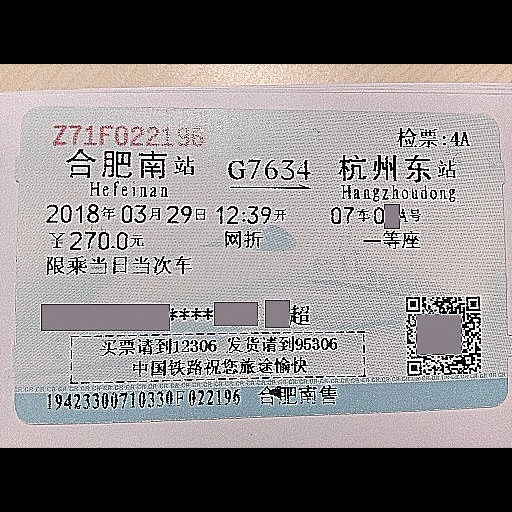 Z71F022196
检票:4A
合肥南站 G7634 杭州东站
Hefeinan Hangzhoudong
2018年03月29日 12:39开 07车0 号
￥270.0元 网折 一等座
限乘当日当次车
**** 超
买票请到12306 发货请到95306
中国铁路祝您旅途愉快
19423300710330F022196 合肥南售